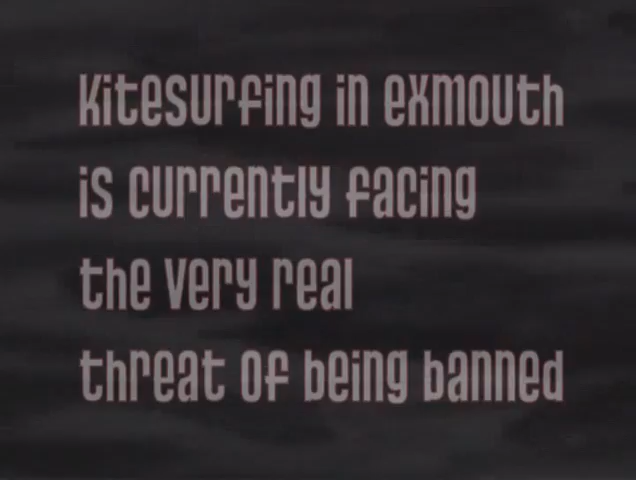 Kitesurfing in exmouth
is currently facing
the very real
threat of being banned